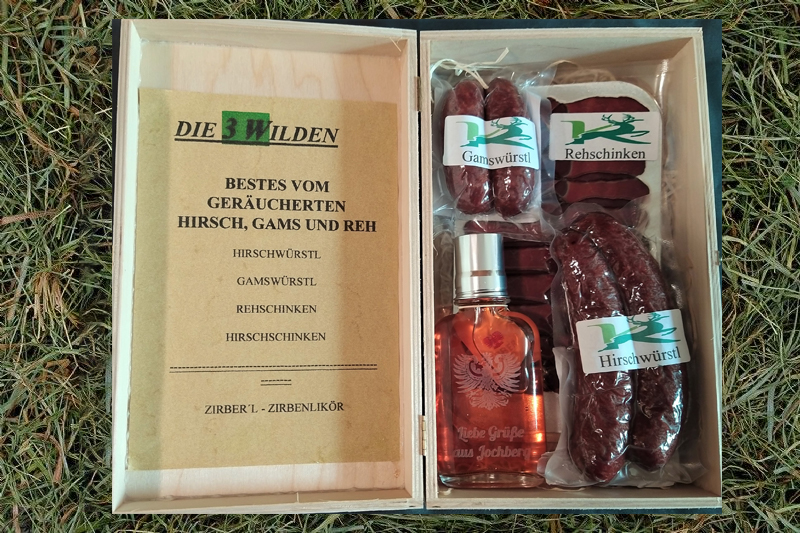 DIE 3 WILDEN
BESTES VOM
GERÄUCHERTEN
HIRSCH, GAMS UND REH
HIRSCHWÜRSTL
GAMSWÜRSTL
REHSCHINKEN
HIRSCHSCHINKEN
ZIRBER´L - ZIRBENLIKÖR
Gamswürstl
Rehschinken
Hirschwürstl
Liebe Grüße
aus Jochberg